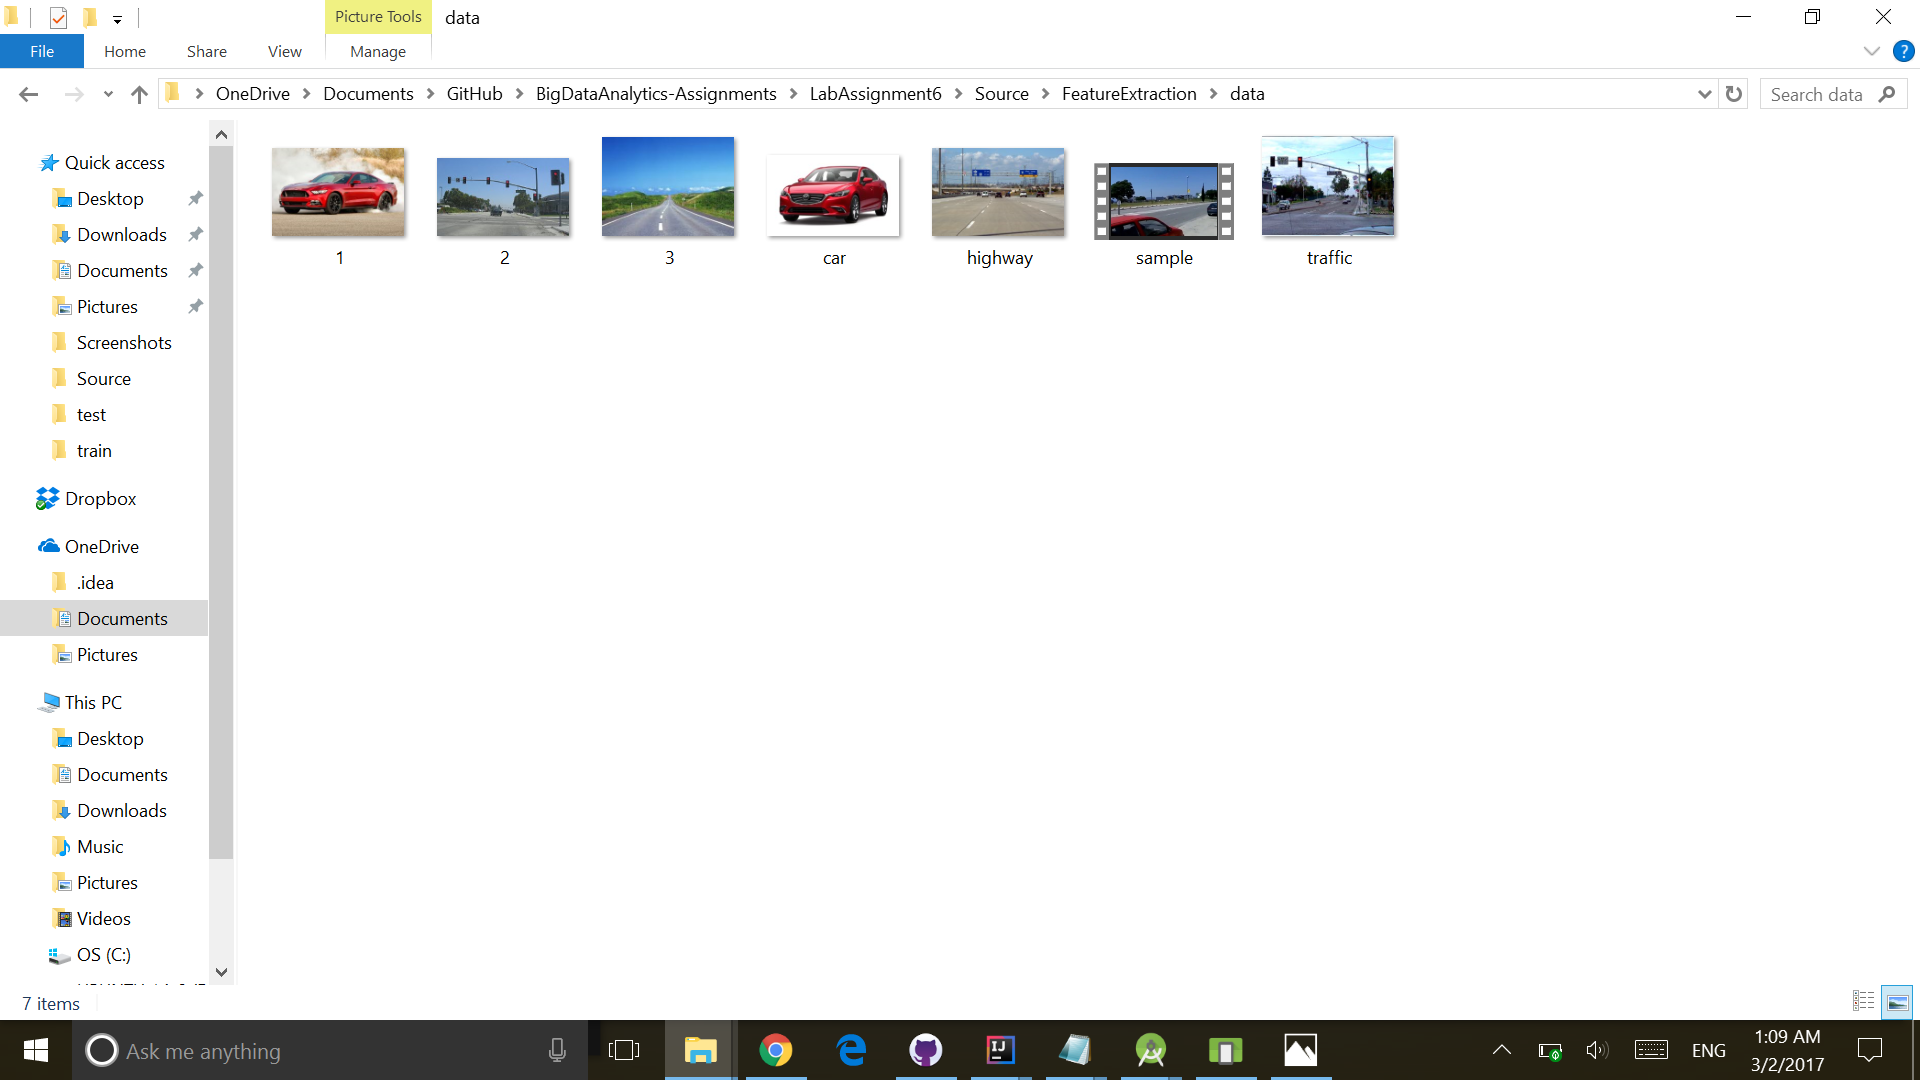 Picture Tools data
File Home Share View Manage
OneDrive Documents GitHub BigDataAnalytics-Assignments LabAssignment6 Source FeatureExtraction data
Search data
Quick access
Desktop
Downloads
Documents
Pictures
Screenshots
Source
test
train
Dropbox
OneDrive
.idea
Documents
Pictures
This PC
Desktop
Documents
Downloads
Music
Pictures
Videos
OS (C:)
1 2 3 car highway sample traffic
7 items
Ask me anything
ENG
1:09 AM
3/2/2017